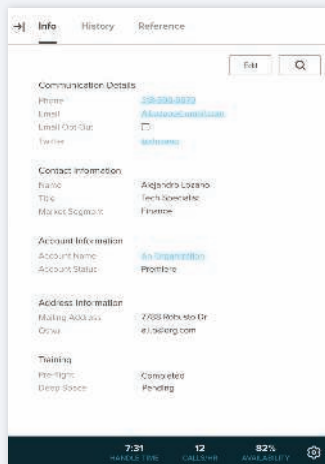 Info History Reference
Edit
Communication Details
Phone
Email
Email Opt Out
Twitter
Contact Information
Name Alejandro Lozano
Title Tech Specialist
Market Segment Finance
Account Information
Account Name An Organization
Account Status Premiere
Address Information
Mailing Address 7788 Robusto Dr
Other
Training
Pre-flight Completed
Deep Space Pending
7:31 12 82%
HANDLE TIME CALLS/HR AVAILABILITY